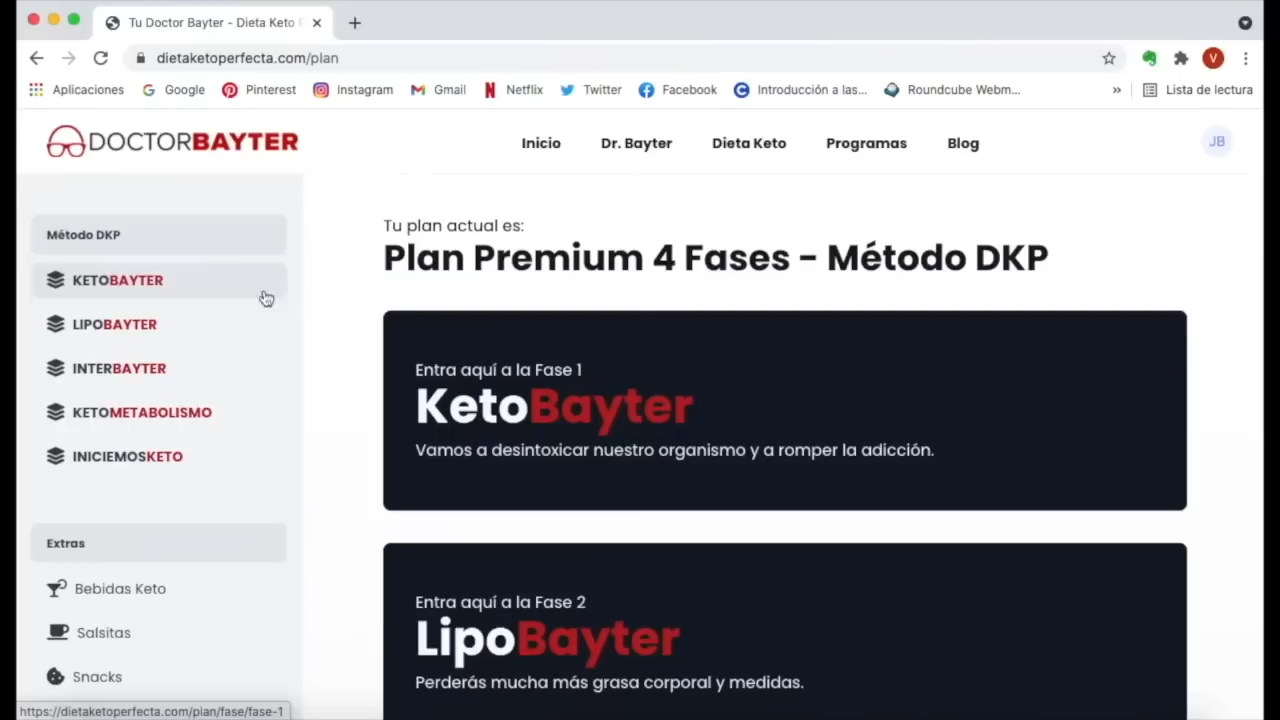 Tu Doctor Bayter - Dieta Keto
dietaketoperfecta.com/plan
V
Aplicaciones
Google
Pinterest
Instagram
Gmail
Netflix
Twitter
Facebook
Introducción a las...
Roundcube Webm...
»
Lista de lectura
DOCTORBAYTER
Inicio
Dr. Bayter
Dieta Keto
Programas
Blog
JB
Método DKP
KETOBAYTER
LIPOBAYTER
INTERBAYTER
KETOMETABOLISMO
INICIEMOSKETO
Extras
Bebidas Keto
Salsitas
Snacks
Tu plan actual es:
Plan Premium 4 Fases - Método DKP
Entra aquí a la Fase 1
KetoBayter
Vamos a desintoxicar nuestro organismo y a romper la adicción.
Entra aquí a la Fase 2
LipoBayter
Perderás mucha más grasa corporal y medidas.
https://dietaketoperfecta.com/plan/fase/fase-1